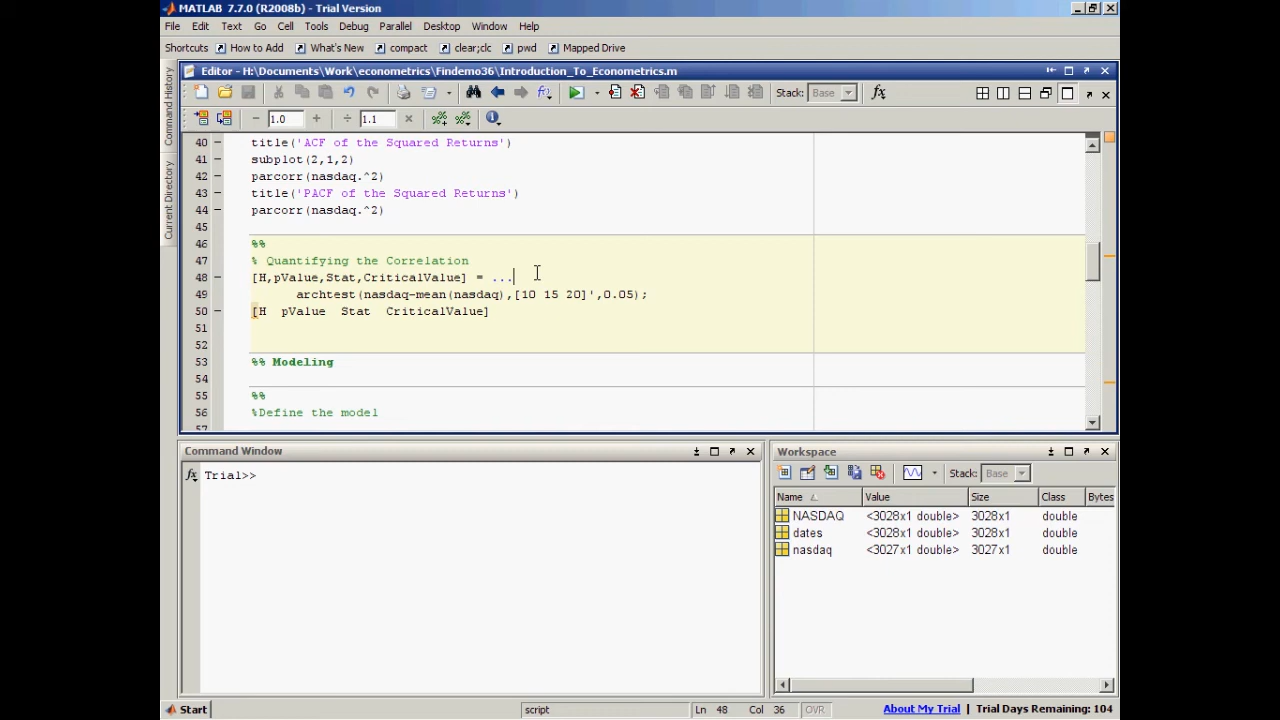 MATLAB 7.7.0 (R2008b) - Trial Version
File Edit Text Go Cell Tools Debug Parallel Desktop Window Help
Shortcuts How to Add What's New compact clear;clc pwd Mapped Drive
Command History
Current Directory
Editor - H:\Documents\Work\econometrics\Findemo36\Introduction_To_Econometrics.m
Stack: Base
1.0 1.1
40 title('ACF of the Squared Returns')
41 subplot(2,1,2)
42 parcorr(nasdaq.^2)
43 title('PACF of the Squared Returns')
44 parcorr(nasdaq.^2)
45
46 %%
47 % Quantifying the Correlation
48 [H,pValue,Stat,CriticalValue] = ...
49 archtest(nasdaq-mean(nasdaq),[10 15 20]',0.05);
50 [H pValue Stat CriticalValue]
51
52
53 %% Modeling
54
55 %%
56 %Define the model
57
Command Window
Trial>>
Workspace
Stack: Base
Name Value Size Class Bytes
NASDAQ <3028x1 double> 3028x1 double
dates <3028x1 double> 3028x1 double
nasdaq <3027x1 double> 3027x1 double
Start script Ln 48 Col 36 OVR About My Trial | Trial Days Remaining: 104